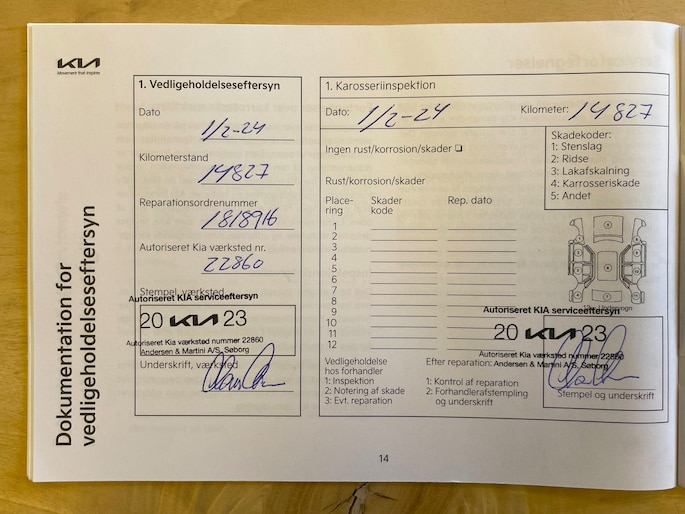 KIA
Movement that inspires
Dokumentation for
vedligeholdelseseftersyn
1. Vedligeholdelseseftersyn
Dato
1/2-24
Kilometerstand
14827
Reparationsordrenummer
1818916
Autoriseret Kia værksted nr.
22860
Stempel, værksted
Autoriseret KIA serviceeftersyn
20 KIA 23
Autoriseret Kia værksted nummer 22860
Andersen & Martini A/S, Søborg
Underskrift, værksted
1. Karosseriinspektion
Dato: 1/2-24 Kilometer: 14827
Ingen rust/korrosion/skader
Rust/korrosion/skader
Skadekoder:
1: Stenslag
2: Ridse
3: Lakafskalning
4: Karrosseriskade
5: Andet
Place- Skader Rep. dato
ring kode
1
2
3
4
5
6
7
8
9
10
11
12
Autoriseret KIA serviceeftersyn
20 KIA 23
Autoriseret Kia værksted nummer 22860
Andersen & Martini A/S, Søborg
Vedligeholdelse
hos forhandler
1: Inspektion
2: Notering af skade
3: Evt. reparation
Efter reparation:
1: Kontrol af reparation
2: Forhandlerafstempling
og underskrift
Stempel og underskrift
14